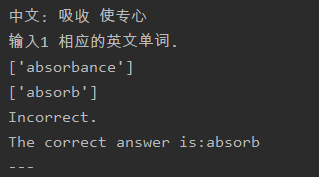 中文: 吸收 使专心
输入1 相应的英文单词.
['absorbance']
['absorb']
Incorrect.
The correct answer is:absorb
---